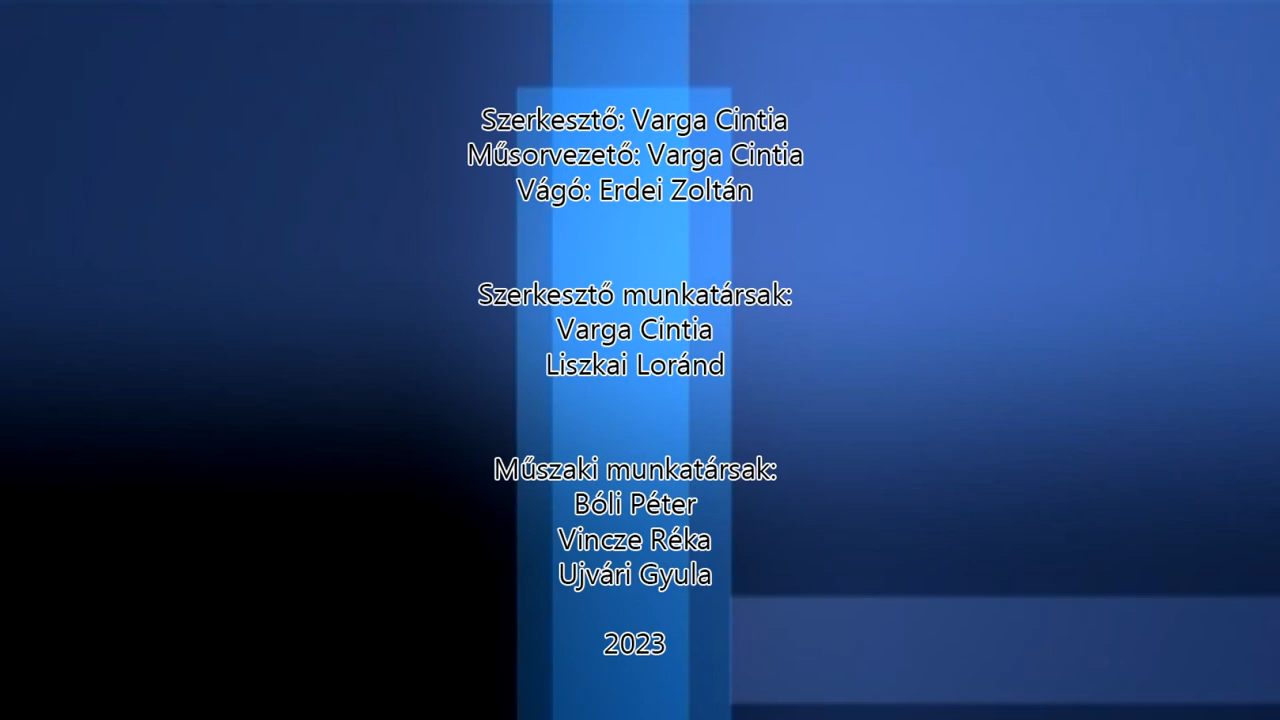 Szerkesztő: Varga Cintia
Műsorvezető: Varga Cintia
Vágó: Erdei Zoltán
Szerkesztő munkatársak:
Varga Cintia
Liszkai Loránd
Műszaki munkatársak:
Bóli Péter
Vincze Réka
Ujvári Gyula
2023